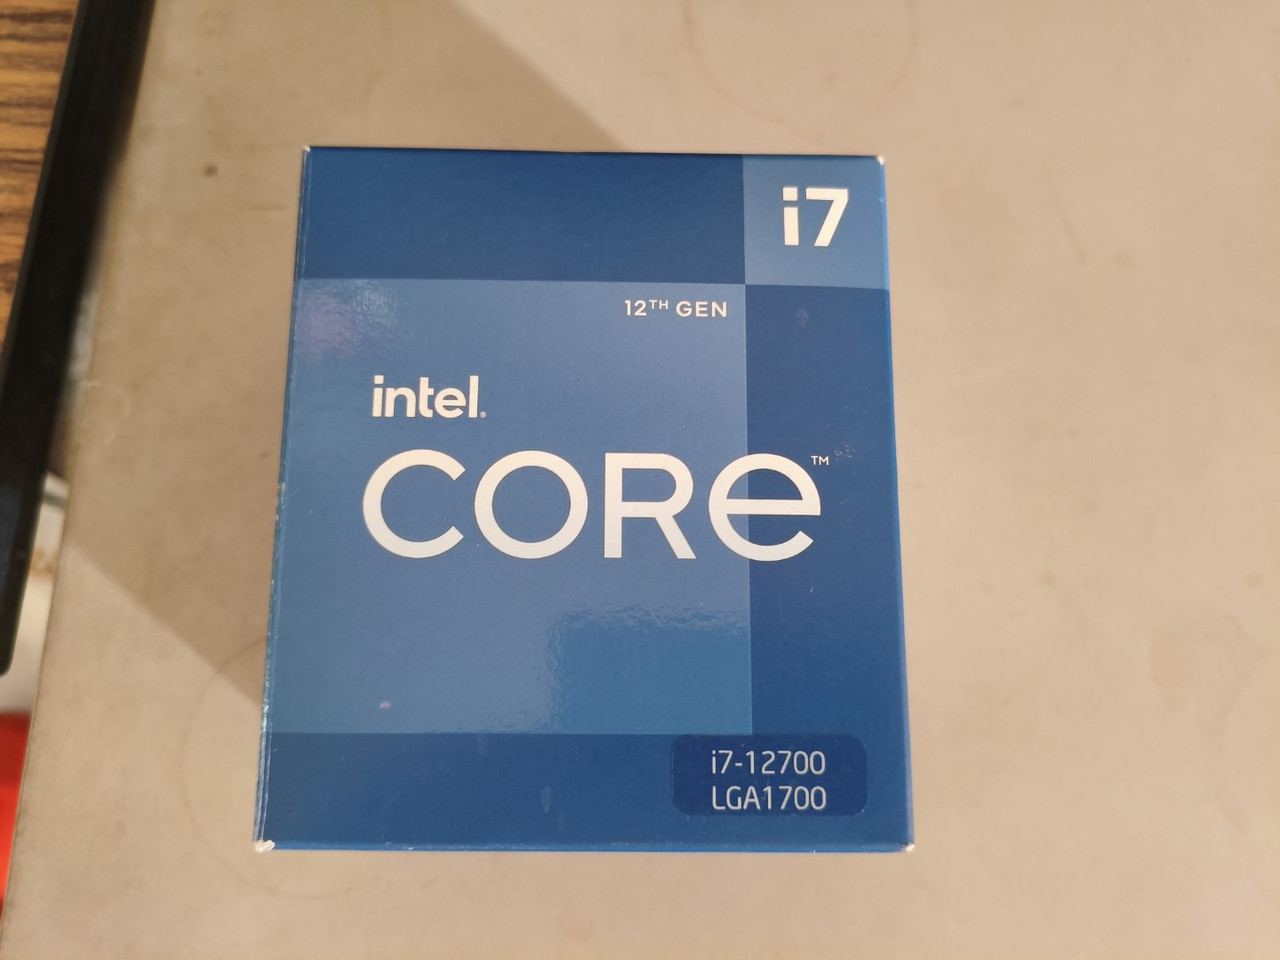 i7
12TH GEN
intel.
CORe™
i7-12700
LGA1700